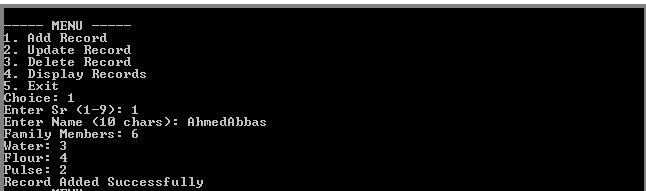 ----- MENU -----
1. Add Record
2. Update Record
3. Delete Record
4. Display Records
5. Exit
Choice: 1
Enter Sr (1-9): 1
Enter Name (10 chars): AhmedAbbas
Family Members: 6
Water: 3
Flour: 4
Pulse: 2
Record Added Successfully
----- MENU -----